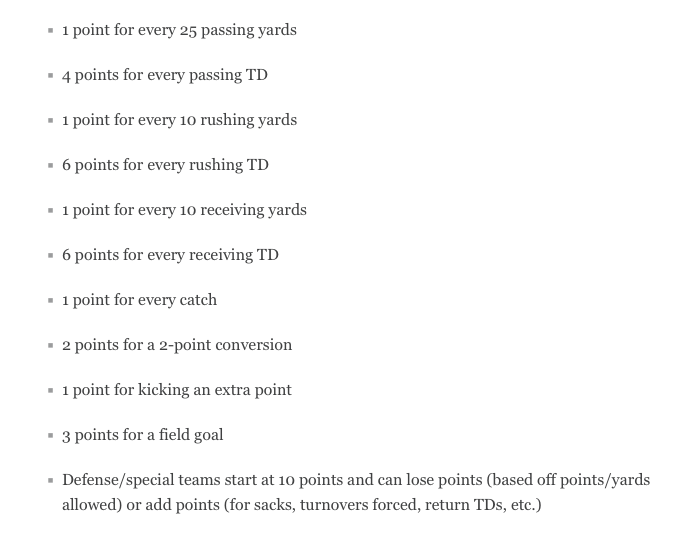 1 point for every 25 passing yards
4 points for every passing TD
1 point for every 10 rushing yards
6 points for every rushing TD
1 point for every 10 receiving yards
6 points for every receiving TD
1 point for every catch
2 points for a 2-point conversion
1 point for kicking an extra point
3 points for a field goal
Defense/special teams start at 10 points and can lose points (based off points/yards
allowed) or add points (for sacks, turnovers forced, return TDs, etc.)